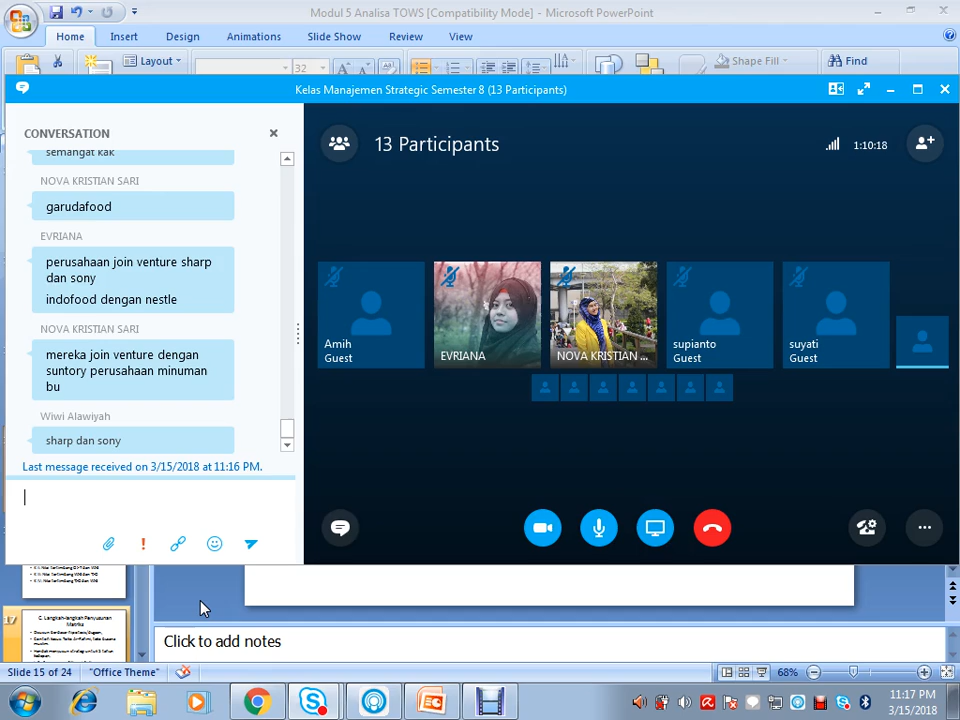 Modul 5 Analisa TOWS [Compatibility Mode] - Microsoft PowerPoint
Home Insert Design Animations Slide Show Review View
Layout 32 Shape Fill Find
Kelas Manajemen Strategic Semester 8 (13 Participants)
CONVERSATION
semangat kak
NOVA KRISTIAN SARI
garudafood
EVRIANA
perusahaan join venture sharp
dan sony
indofood dengan nestle
NOVA KRISTIAN SARI
mereka join venture dengan
suntory perusahaan minuman
bu
Wiwi Alawiyah
sharp dan sony
Last message received on 3/15/2018 at 11:16 PM.
13 Participants
1:10:18
Amih
Guest
EVRIANA
NOVA KRISTIAN ...
supianto
Guest
suyati
Guest
17
C. Langkah-langkah Penyusunan
Matriks
Click to add notes
Slide 15 of 24 "Office Theme" 68%
11:17 PM
3/15/2018